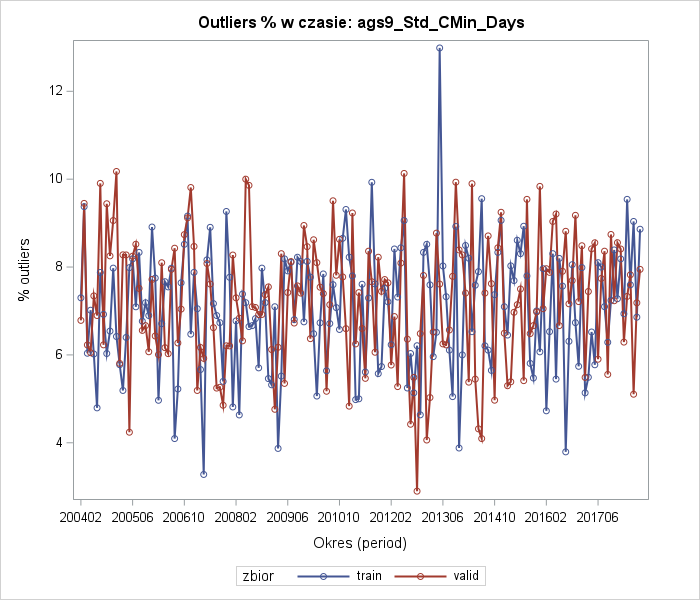 Outliers % w czasie: ags9_Std_CMin_Days
% outliers
12
10
8
6
4
200402 200506 200610 200802 200906 201010 201202 201306 201410 201602 201706
Okres (period)
zbior train valid